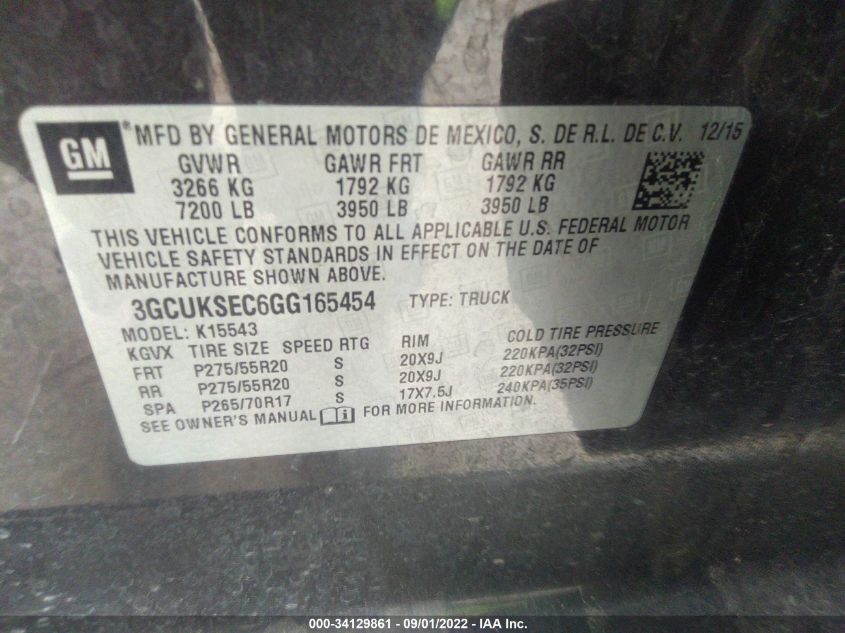 GM ® MFD BY GENERAL MOTORS DE MEXICO, S. DE R.L. DE C.V. 12/15
GVWR GAWR FRT GAWR RR
3266 KG 1792 KG 1792 KG
7200 LB 3950 LB 3950 LB
THIS VEHICLE CONFORMS TO ALL APPLICABLE U.S. FEDERAL MOTOR
VEHICLE SAFETY STANDARDS IN EFFECT ON THE DATE OF
MANUFACTURE SHOWN ABOVE.
3GCUKSEC6GG165454 TYPE: TRUCK
MODEL: K15543
KGVX TIRE SIZE SPEED RTG RIM COLD TIRE PRESSURE
FRT P275/55R20 S 20X9J 220KPA(32PSI)
RR P275/55R20 S 20X9J 220KPA(32PSI)
SPA P265/70R17 S 17X7.5J 240KPA(35PSI)
SEE OWNER'S MANUAL i FOR MORE INFORMATION.
000-34129861 - 09/01/2022 - IAA Inc.